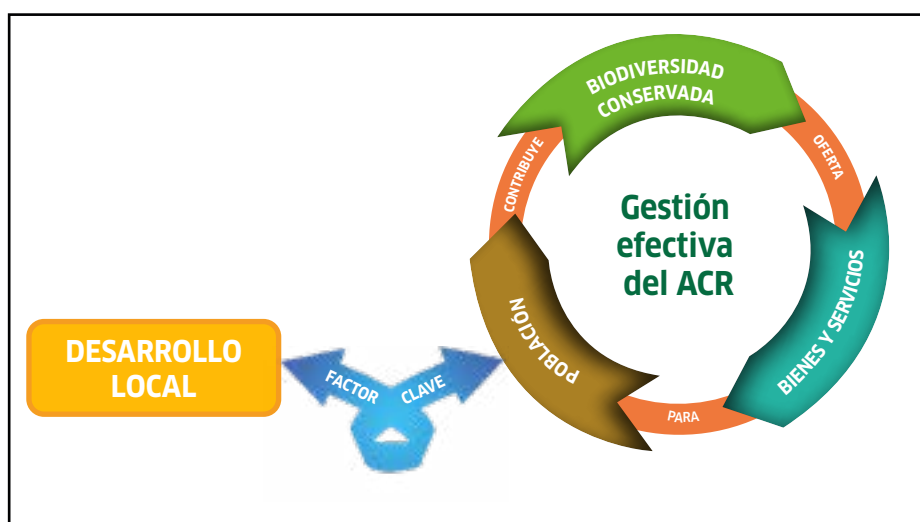 BIODIVERSIDAD
CONSERVADA
CONTRIBUYE
OFERTA
Gestión
efectiva
del ACR
POBLACIÓN
BIENES Y SERVICIOS
PARA
DESARROLLO
LOCAL
FACTOR CLAVE